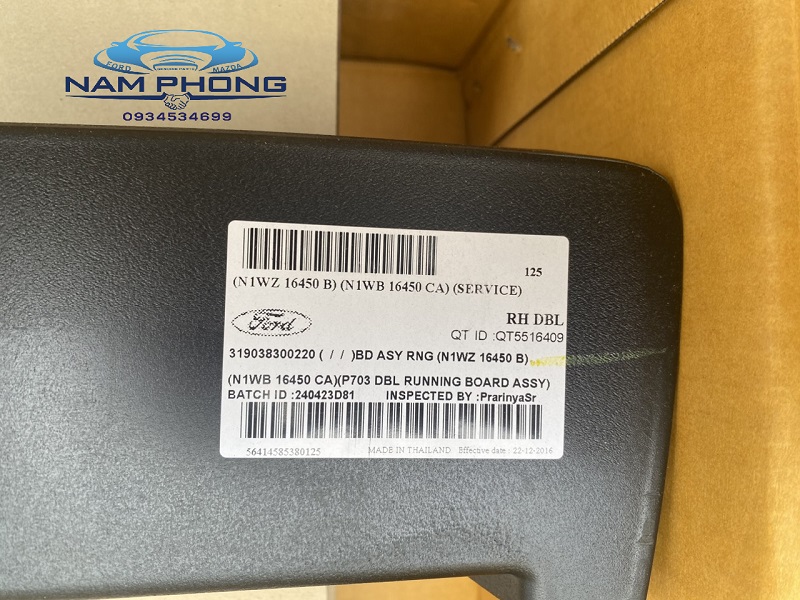 FORD MAZDA
NAM PHONG
0934534699
125
(N1WZ 16450 B) (N1WB 16450 CA) (SERVICE)
Ford
RH DBL
QT ID :QT5516409
319038300220 ( / / )BD ASY RNG (N1WZ 16450 B)
(N1WB 16450 CA)(P703 DBL RUNNING BOARD ASSY)
BATCH ID :240423D81 INSPECTED BY :PrarinyaSr
56414585380125 MADE IN THAILAND Effective date : 22-12-2016